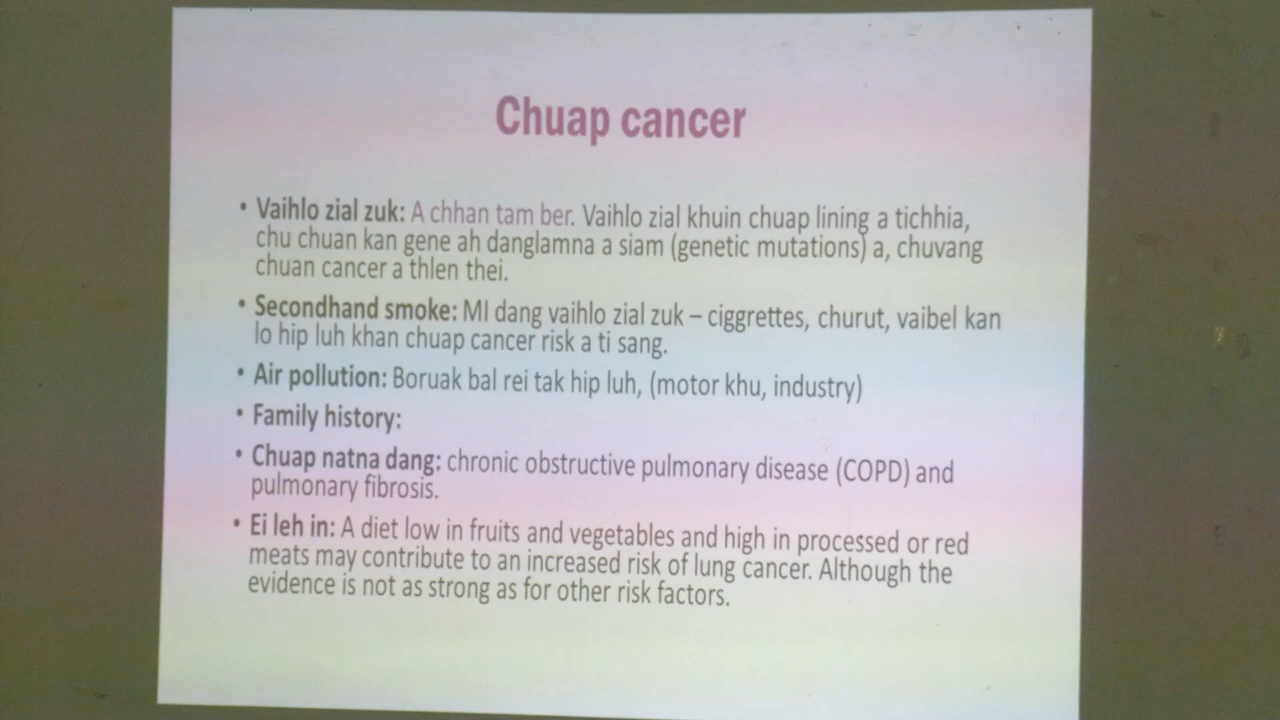 Chuap cancer
• Vaihlo zial zuk: A chhan tam ber. Vaihlo zial khuin chuap lining a tichhia,
chu chuan kan gene ah danglamna a siam (genetic mutations) a, chuvang
chuan cancer a thlen thei.
• Secondhand smoke: MI dang vaihlo zial zuk – ciggrettes, churut, vaibel kan
lo hip luh khan chuap cancer risk a ti sang.
• Air pollution: Boruak bal rei tak hip luh, (motor khu, industry)
• Family history:
• Chuap natna dang: chronic obstructive pulmonary disease (COPD) and
pulmonary fibrosis.
• Ei leh in: A diet low in fruits and vegetables and high in processed or red
meats may contribute to an increased risk of lung cancer. Although the
evidence is not as strong as for other risk factors.